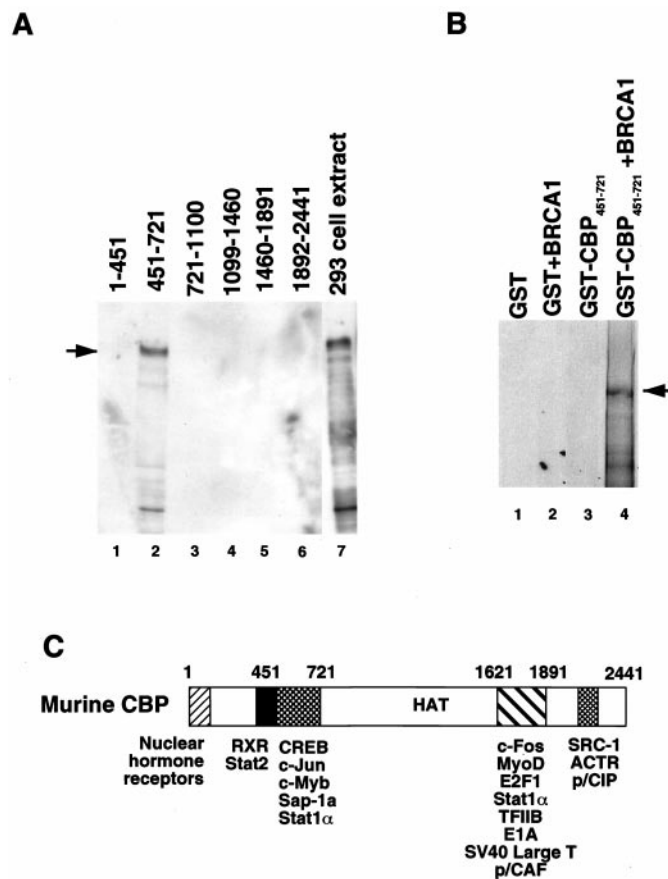 A
1-451
451-721
721-1100
1099-1460
1460-1891
1892-2441
293 cell extract
1 2 3 4 5 6 7
B
GST
GST+BRCA1
GST-CBP451-721
GST-CBP451-721+BRCA1
1 2 3 4
C
1 451 721 1621 1891 2441
Murine CBP
HAT
Nuclear
hormone
receptors
RXR
Stat2
CREB
c-Jun
c-Myb
Sap-1a
Stat1α
c-Fos
MyoD
E2F1
Stat1α
TFIIB
E1A
SV40 Large T
p/CAF
SRC-1
ACTR
p/CIP